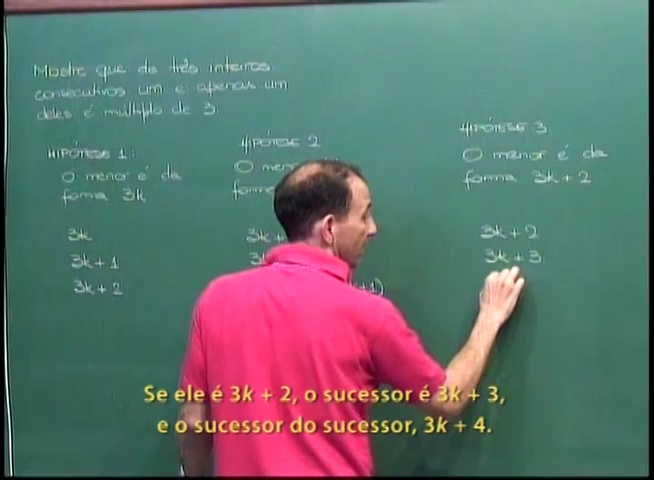 Mostre que de três inteiros
consecutivos um e apenas um
deles é múltiplo de 3.
HIPÓTESE 1:
O menor é da
forma 3k
3k
3k+1
3k+2
HIPÓTESE 2
O menor
forma
3k+
3k
+1)
HIPÓTESE 3
O menor é da
forma 3k+2
3k+2
3k+3
Se ele é 3k + 2, o sucessor é 3k + 3,
e o sucessor do sucessor, 3k + 4.